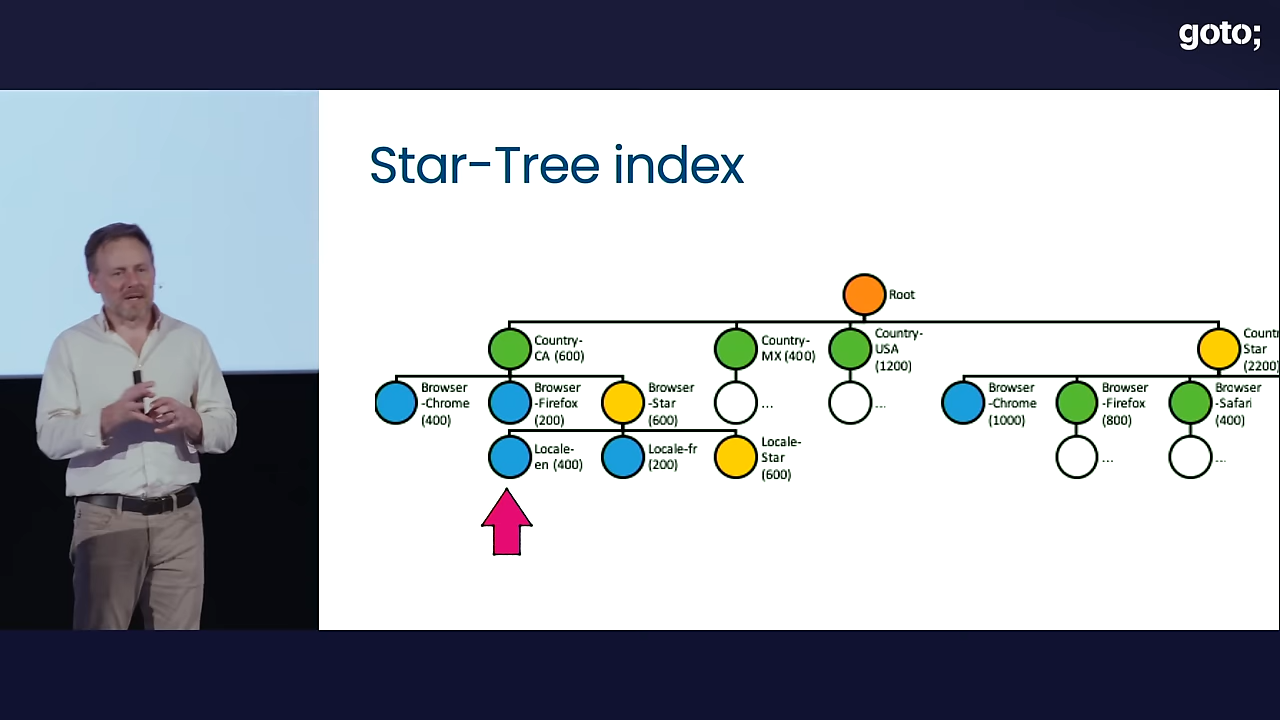 goto;
Star-Tree index
Root
Country-
CA (600)
Country-
MX (400)
Country-
USA
(1200)
Star
(2200)
Browser
-Chrome
(400)
Browser
-Firefox
(200)
Browser
-Star
(600)
...
...
Browser
-Chrome
(1000)
Browser
-Firefox
(800)
Browser
-Safari
(400)
Locale-
en (400)
Locale-fr
(200)
Locale-
Star
(600)
...
...